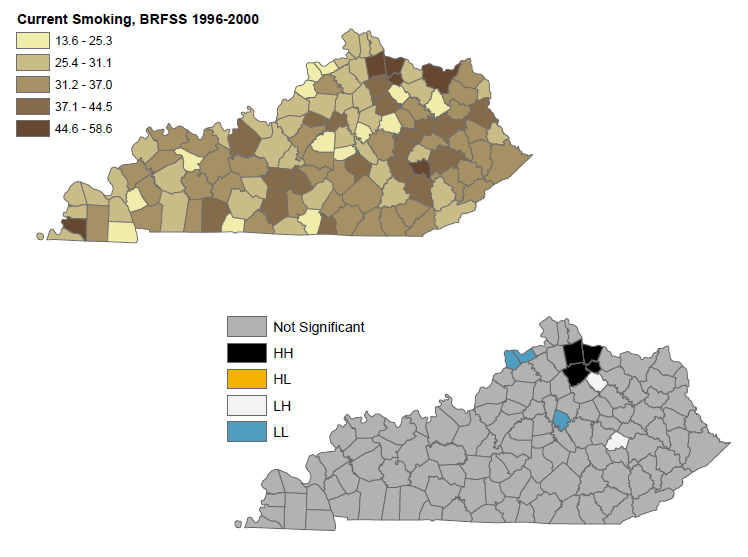 Current Smoking, BRFSS 1996-2000
13.6 - 25.3
25.4 - 31.1
31.2 - 37.0
37.1 - 44.5
44.6 - 58.6
Not Significant
HH
HL
LH
LL